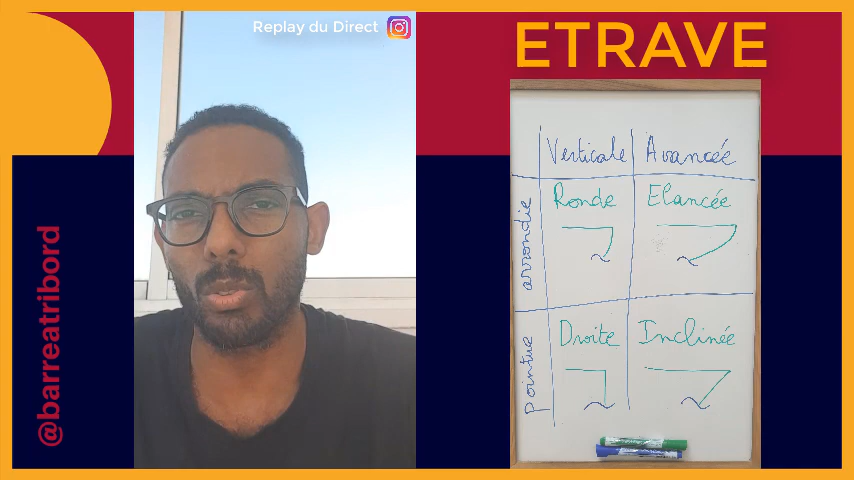 Replay du Direct
ETRAVE
@barreatribord
Verticale Avancée
arrondie
Ronde Elancée
pointue
Droite Inclinée